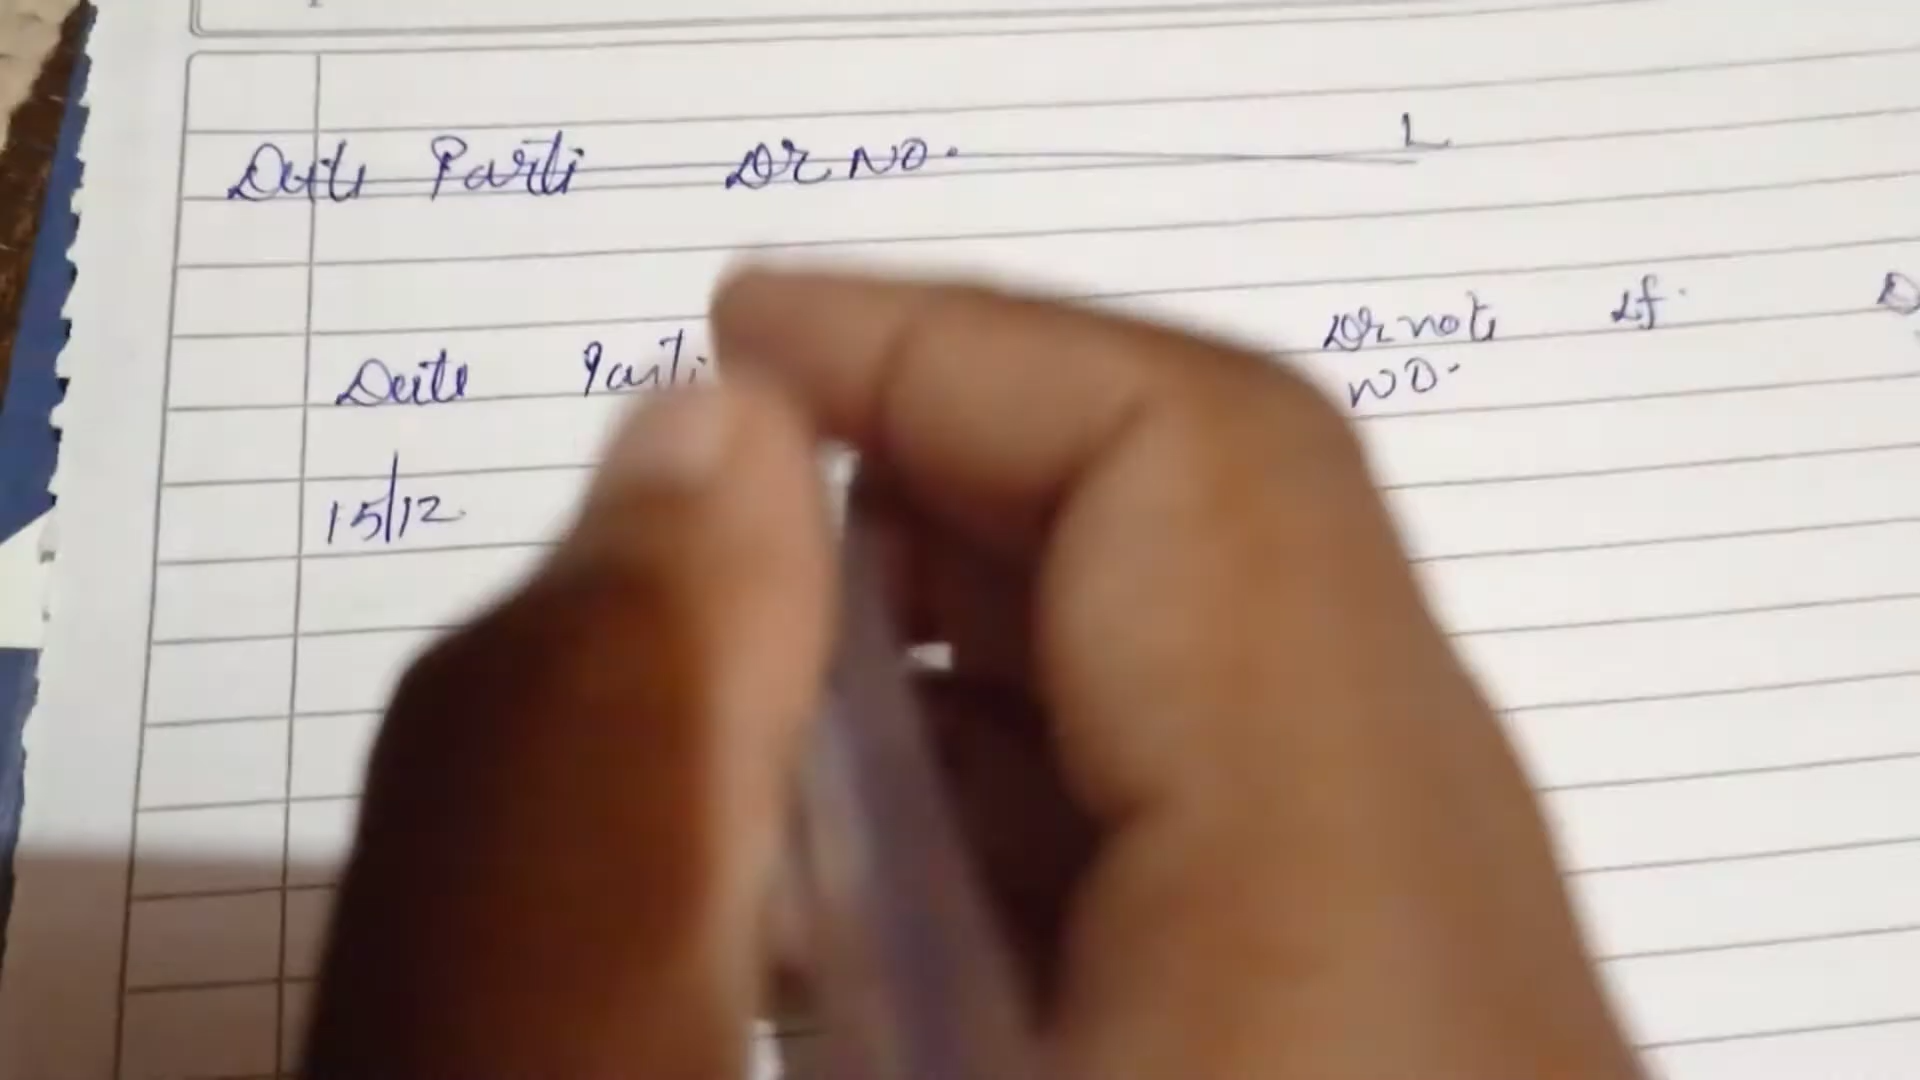 Date Parti Dr No. L
Date Parti Dr note Lf.
NO.
15/12